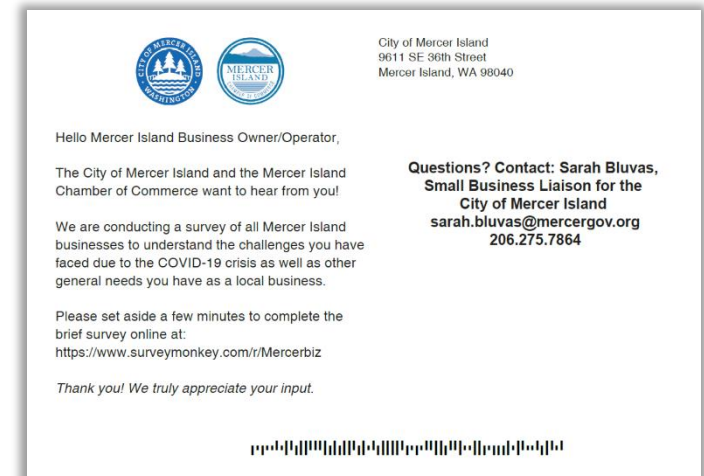 CITY OF MERCER ISLAND
WASHINGTON
MERCER
ISLAND
CHAMBER OF COMMERCE
City of Mercer Island
9611 SE 36th Street
Mercer Island, WA 98040
Hello Mercer Island Business Owner/Operator,
The City of Mercer Island and the Mercer Island
Chamber of Commerce want to hear from you!
We are conducting a survey of all Mercer Island
businesses to understand the challenges you have
faced due to the COVID-19 crisis as well as other
general needs you have as a local business.
Please set aside a few minutes to complete the
brief survey online at:
https://www.surveymonkey.com/r/Mercerbiz
Thank you! We truly appreciate your input.
Questions? Contact: Sarah Bluvas,
Small Business Liaison for the
City of Mercer Island
sarah.bluvas@mercergov.org
206.275.7864